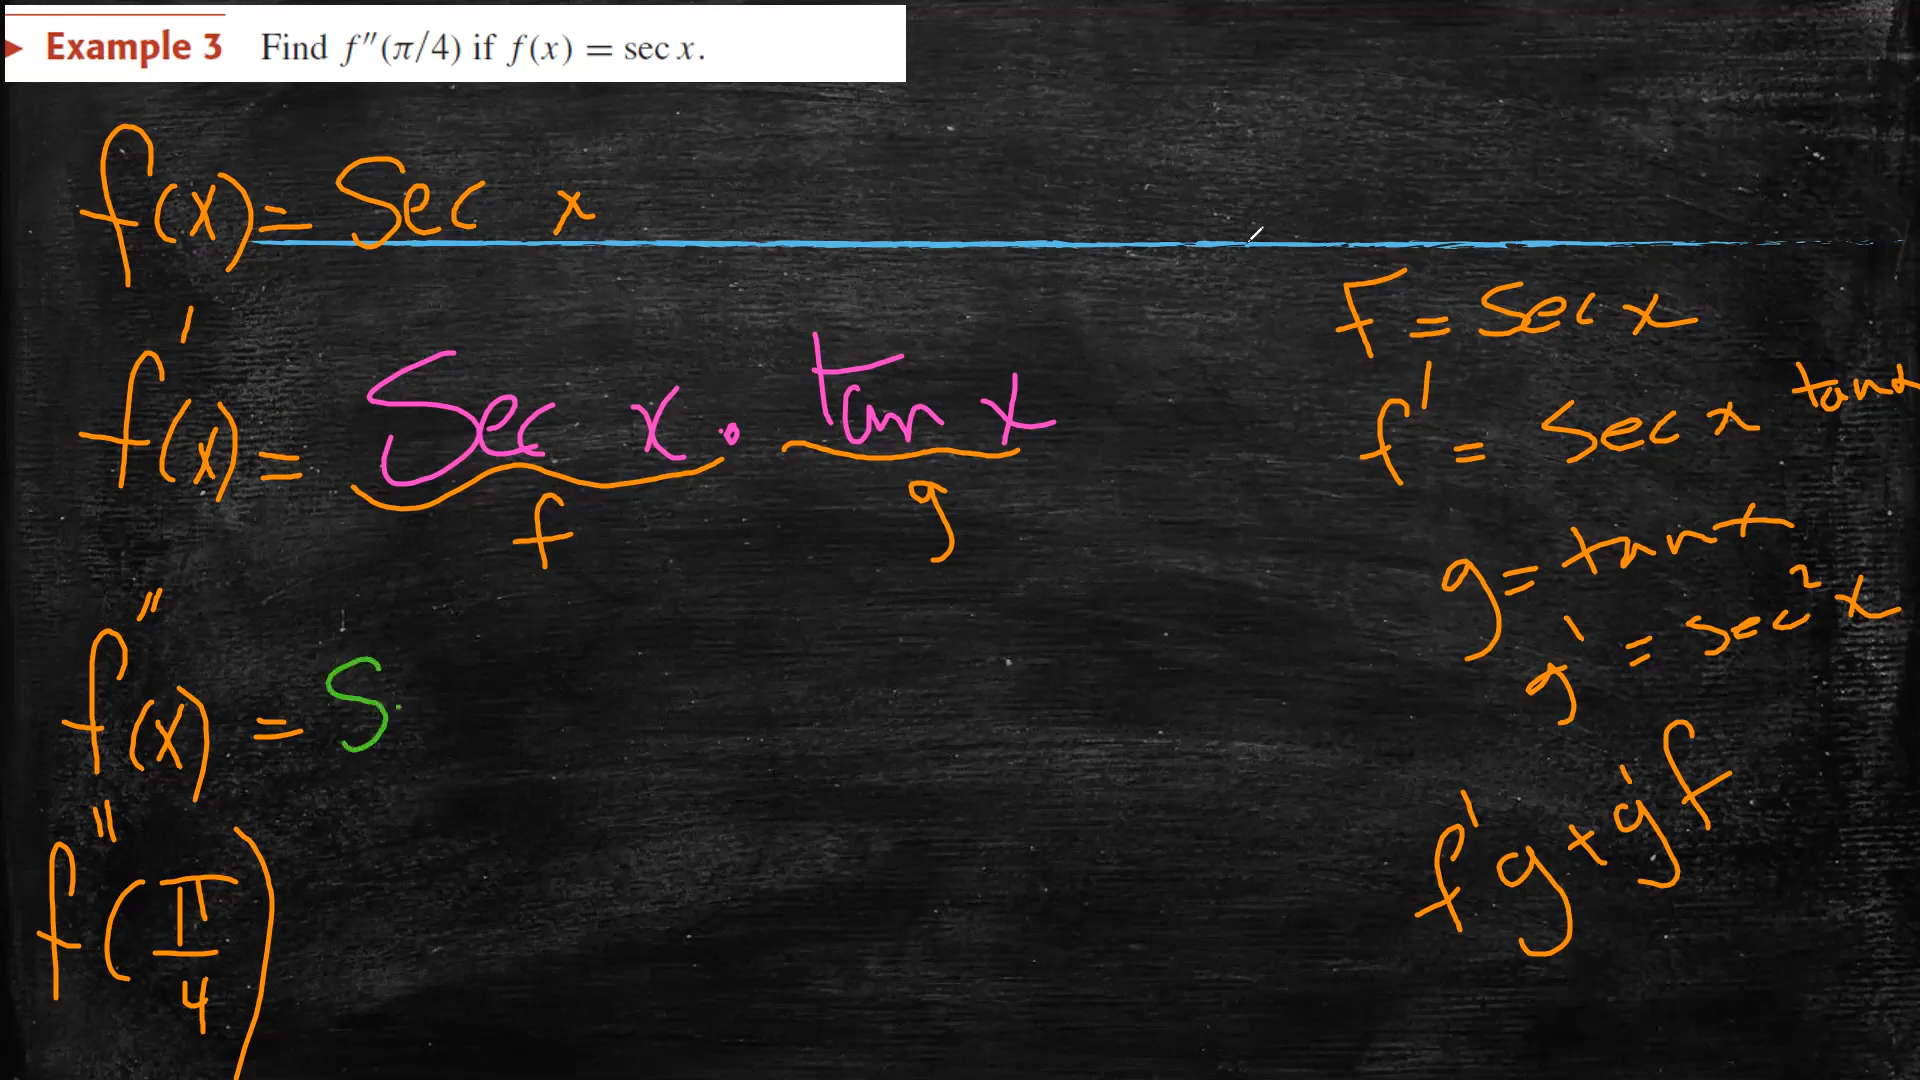 Example 3 Find f″(π/4) if f(x) = sec x.
f(x) = Sec x
f'(x) = Sec x . tan x
f
g
f"(x) = S
f"(π/4)
F = Sec x
f' = Sec x tan x
g = tan x
g' = sec² x
f'g + g'f